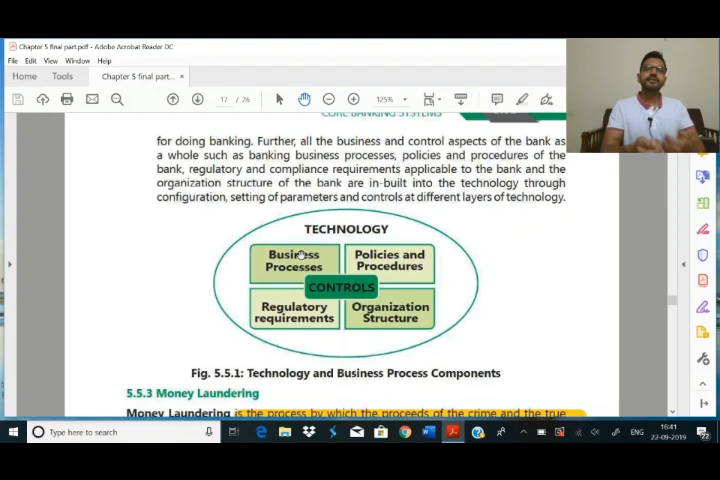 Chapter 5 final part.pdf - Adobe Acrobat Reader DC
File Edit View Window Help
Home Tools Chapter 5 final part... ×
17 / 26 125%
CORE BANKING SYSTEMS
for doing banking. Further, all the business and control aspects of the bank as
a whole such as banking business processes, policies and procedures of the
bank, regulatory and compliance requirements applicable to the bank and the
organization structure of the bank are in-built into the technology through
configuration, setting of parameters and controls at different layers of technology.
TECHNOLOGY
Business Processes
Policies and Procedures
CONTROLS
Regulatory requirements
Organization Structure
Fig. 5.5.1: Technology and Business Process Components
5.5.3 Money Laundering
Money Laundering is the process by which the proceeds of the crime and the true
Type here to search
ENG
16:41
22-09-2019
22